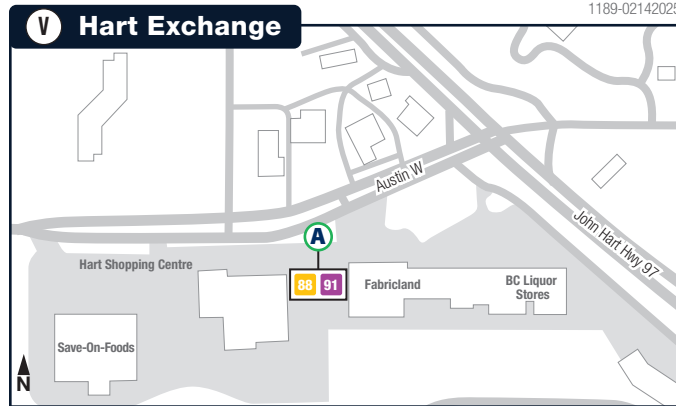 1189-02142025
V Hart Exchange
Austin W
John Hart Hwy 97
A
Hart Shopping Centre
88 91
Fabricland
BC Liquor
Stores
Save-On-Foods
N